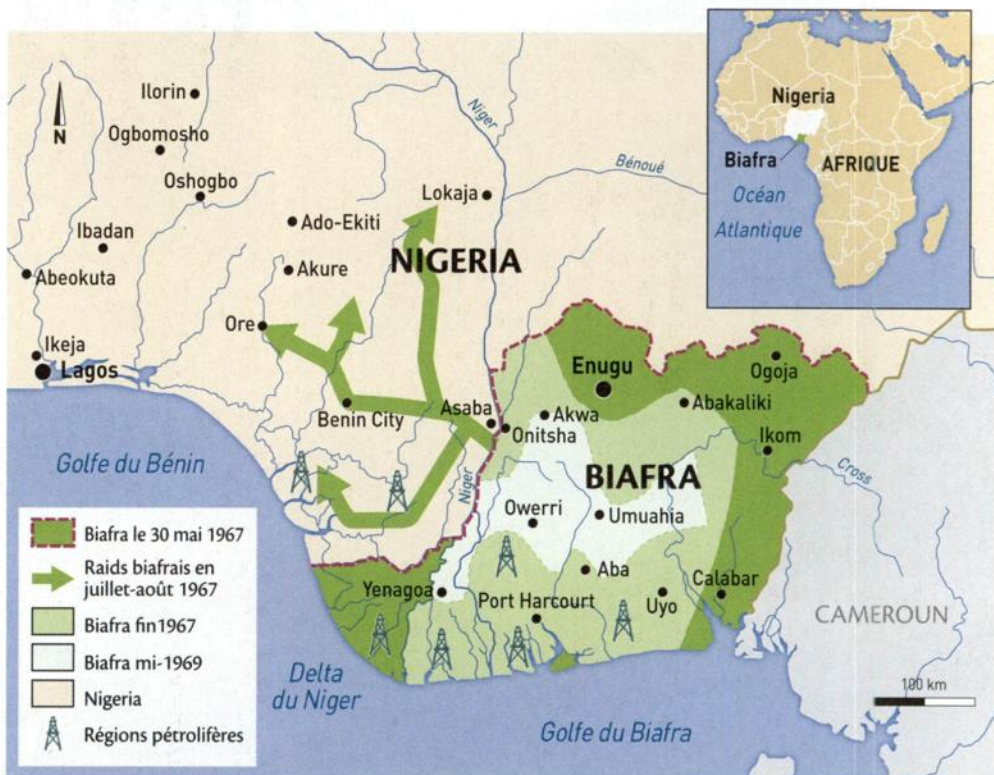 N
Ilorin
Ogbomosho
Oshogbo
Ibadan
Abeokuta
Ikeja
Lagos
Ado-Ekiti
Akure
Ore
Benin City
Lokaja
Niger
Bénoué
NIGERIA
Asaba
Onitsha
Akwa
Enugu
Abakaliki
Ogoja
Ikom
Cross
BIAFRA
Niger
Owerri
Umuahia
Aba
Yenagoa
Port Harcourt
Uyo
Calabar
CAMEROUN
100 km
Golfe du Bénin
Delta
du Niger
Golfe du Biafra
Nigeria
Biafra
AFRIQUE
Océan
Atlantique
Biafra le 30 mai 1967
Raids biafrais en
juillet-août 1967
Biafra fin1967
Biafra mi-1969
Nigeria
Régions pétrolifères